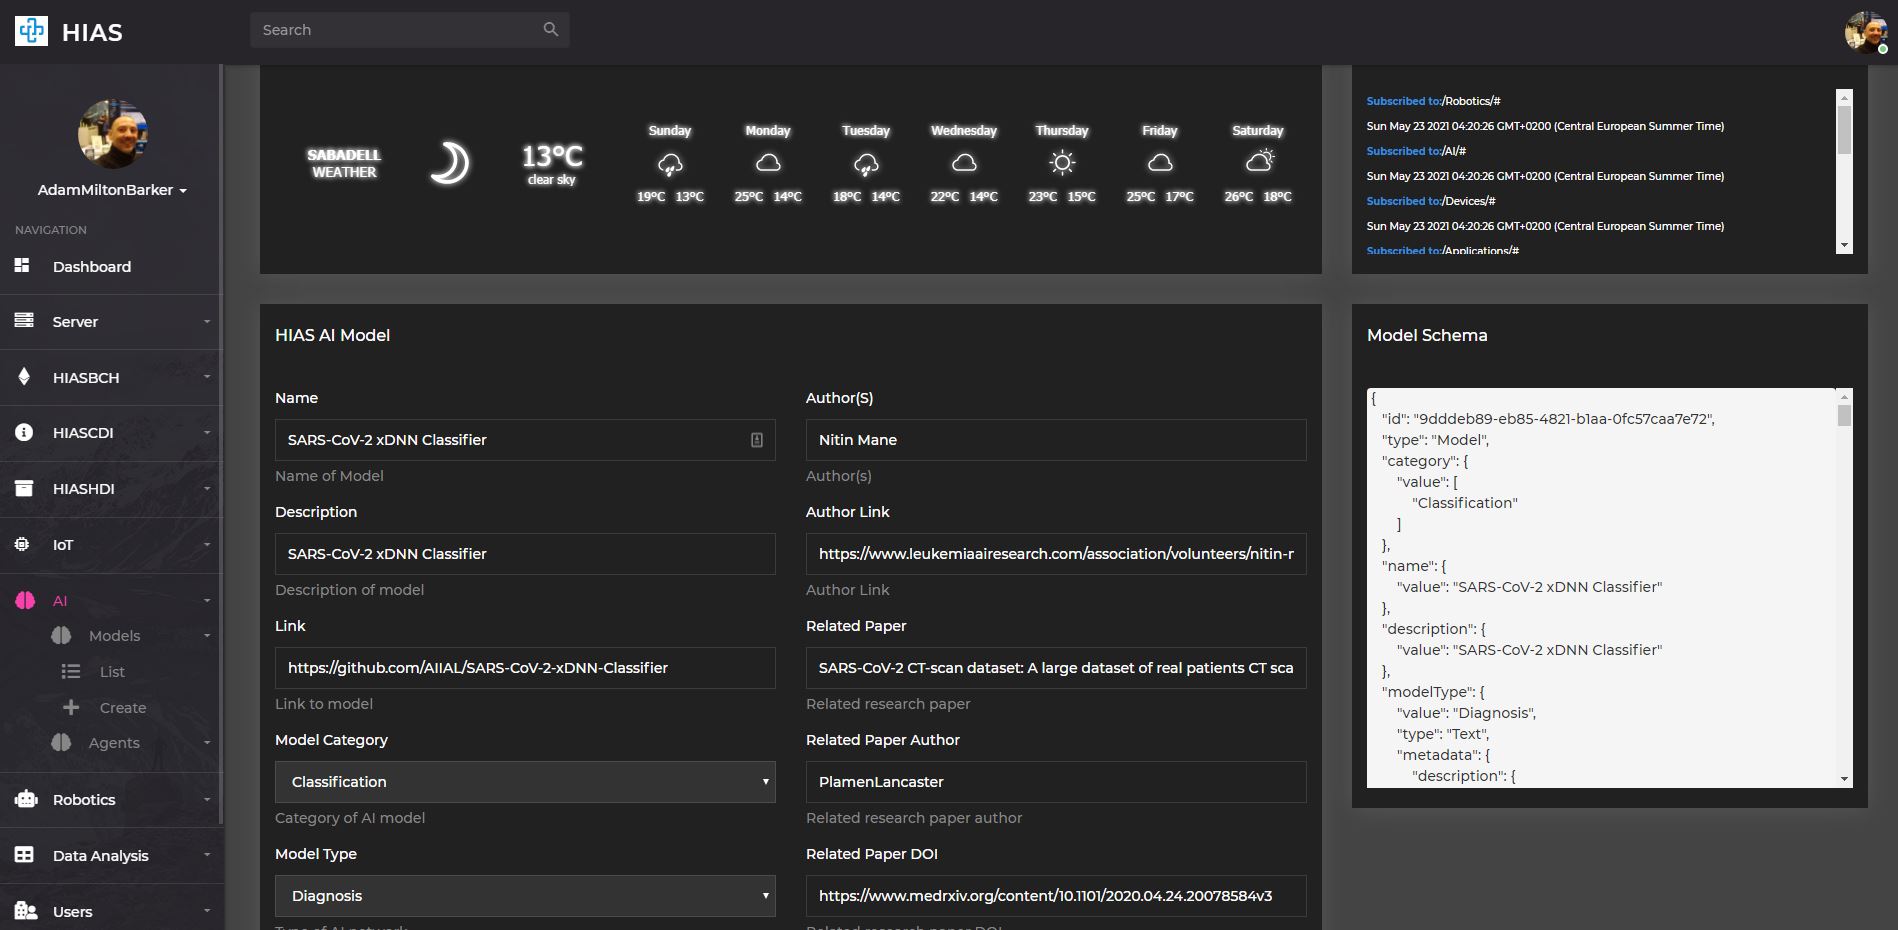 HIAS
Search
AdamMiltonBarker
NAVIGATION
Dashboard
Server
HIASBCH
HIASCDI
HIASHDI
IoT
AI
Models
List
Create
Agents
Robotics
Data Analysis
Users
SABADELL
WEATHER
13°C
clear sky
Sunday
19°C 13°C
Monday
25°C 14°C
Tuesday
18°C 14°C
Wednesday
22°C 14°C
Thursday
23°C 15°C
Friday
25°C 17°C
Saturday
26°C 18°C
Subscribed to:/Robotics/#
Sun May 23 2021 04:20:26 GMT+0200 (Central European Summer Time)
Subscribed to:/AI/#
Sun May 23 2021 04:20:26 GMT+0200 (Central European Summer Time)
Subscribed to:/Devices/#
Sun May 23 2021 04:20:26 GMT+0200 (Central European Summer Time)
Subscribed to:/Applications/#
HIAS AI Model
Name
SARS-CoV-2 xDNN Classifier
Name of Model
Description
SARS-CoV-2 xDNN Classifier
Description of model
Link
https://github.com/AIIAL/SARS-CoV-2-xDNN-Classifier
Link to model
Model Category
Classification
Category of AI model
Model Type
Diagnosis
Type of AI network
Author(S)
Nitin Mane
Author(s)
Author Link
https://www.leukemiaairesearch.com/association/volunteers/nitin-r
Author Link
Related Paper
SARS-CoV-2 CT-scan dataset: A large dataset of real patients CT sca
Related research paper
Related Paper Author
PlamenLancaster
Related research paper author
Related Paper DOI
https://www.medrxiv.org/content/10.1101/2020.04.24.20078584v3
Related research paper DOI
Model Schema
{
"id": "9dddeb89-eb85-4821-b1aa-0fc57caa7e72",
"type": "Model",
"category": {
"value": [
"Classification"
]
},
"name": {
"value": "SARS-CoV-2 xDNN Classifier"
},
"description": {
"value": "SARS-CoV-2 xDNN Classifier"
},
"modelType": {
"value": "Diagnosis",
"type": "Text",
"metadata": {
"description": {